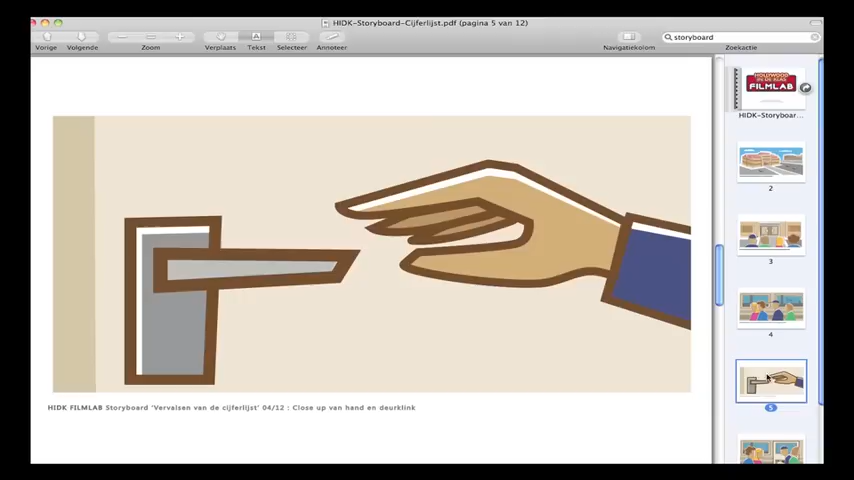 HIDK-Storyboard-Cijferlijst.pdf (pagina 5 van 12)
storyboard
Vorige Volgende Zoom Verplaats Tekst Selecteer Annoteer Navigatiekolom Zoekactie
HOLLYWOOD
IN DE KLAS
FILMLAB
HIDK-Storyboar...
2
3
4
5
HIDK FILMLAB Storyboard 'Vervalsen van de cijferlijst' 04/12 : Close up van hand en deurklink